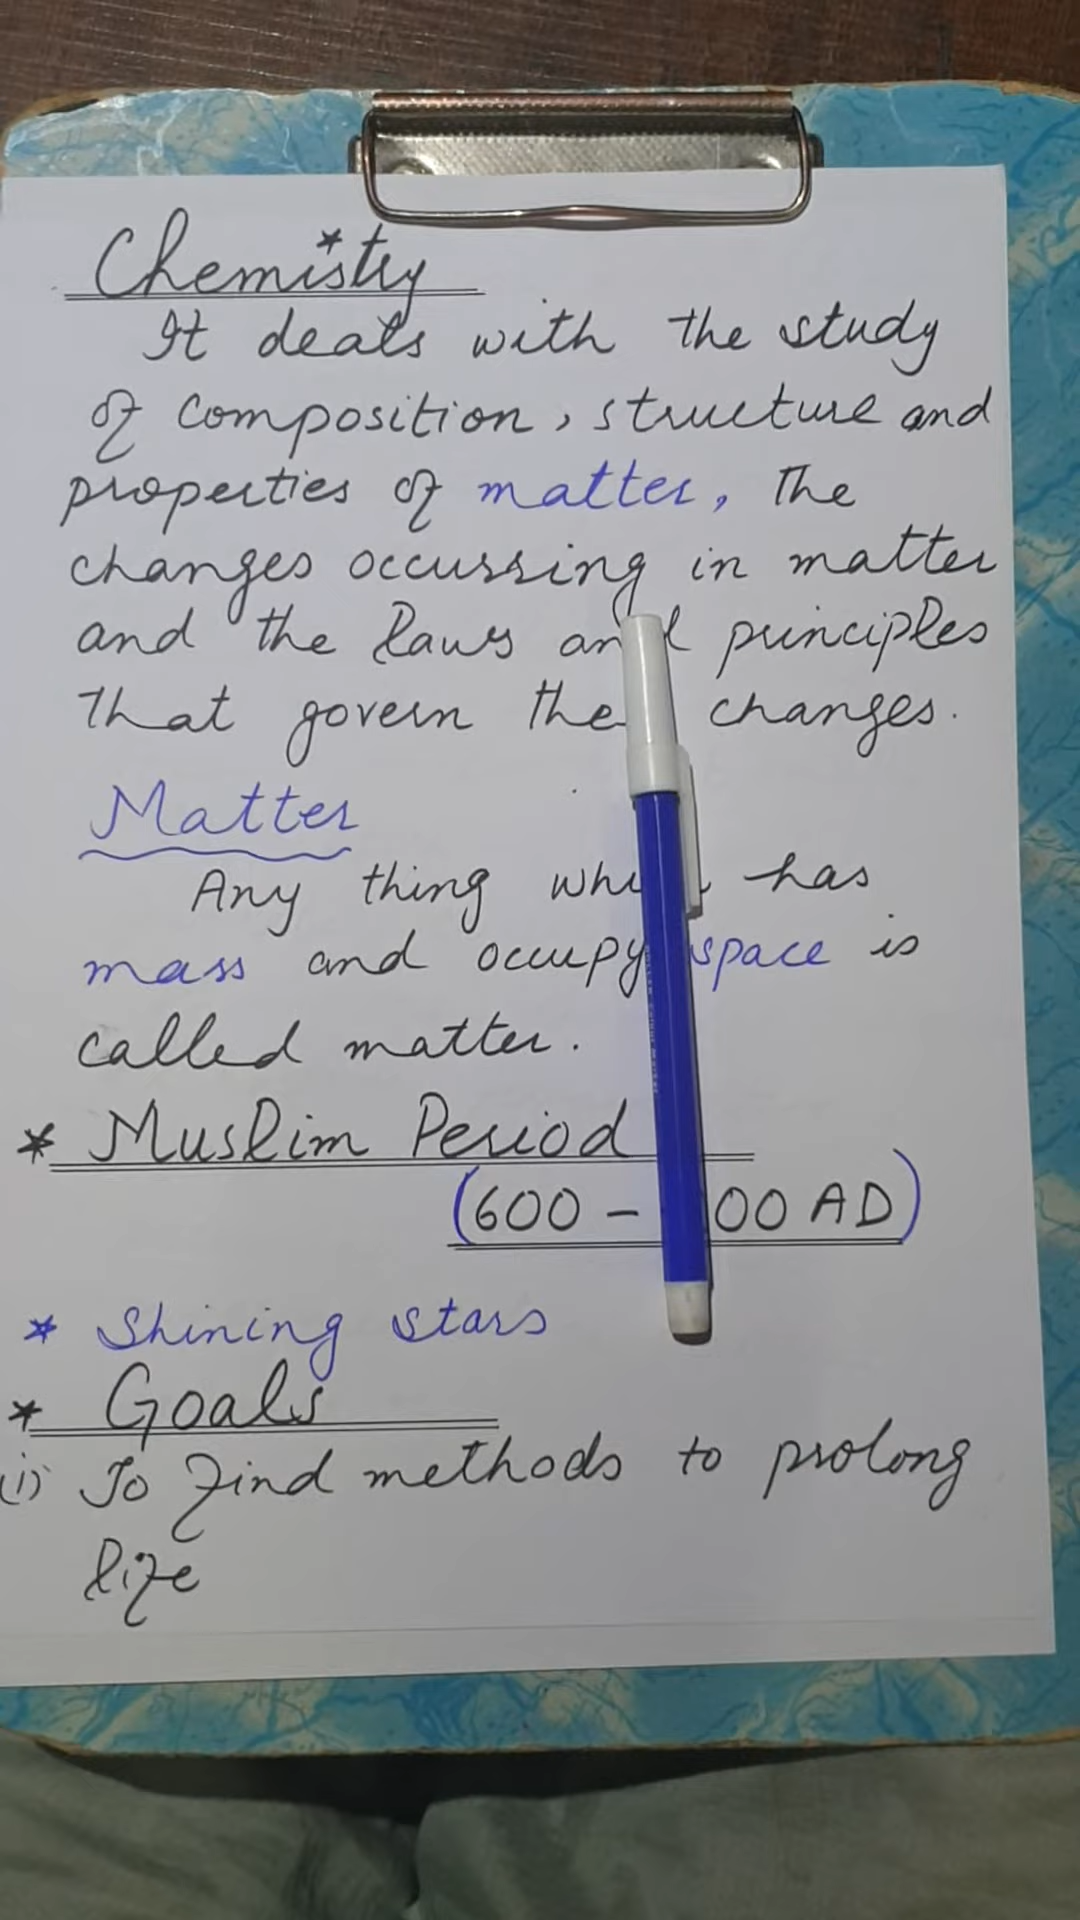 Chemistry
It deals with the study
of composition, structure and
properties of matter, The
changes occurring in matter
and the laws and principles
That govern the changes.
Matter
Any thing which has
mass and occupy space is
called matter.
* Muslim Period
(600 - 00 AD)
* Shining stars
* Goals
(i) To Find methods to prolong
life